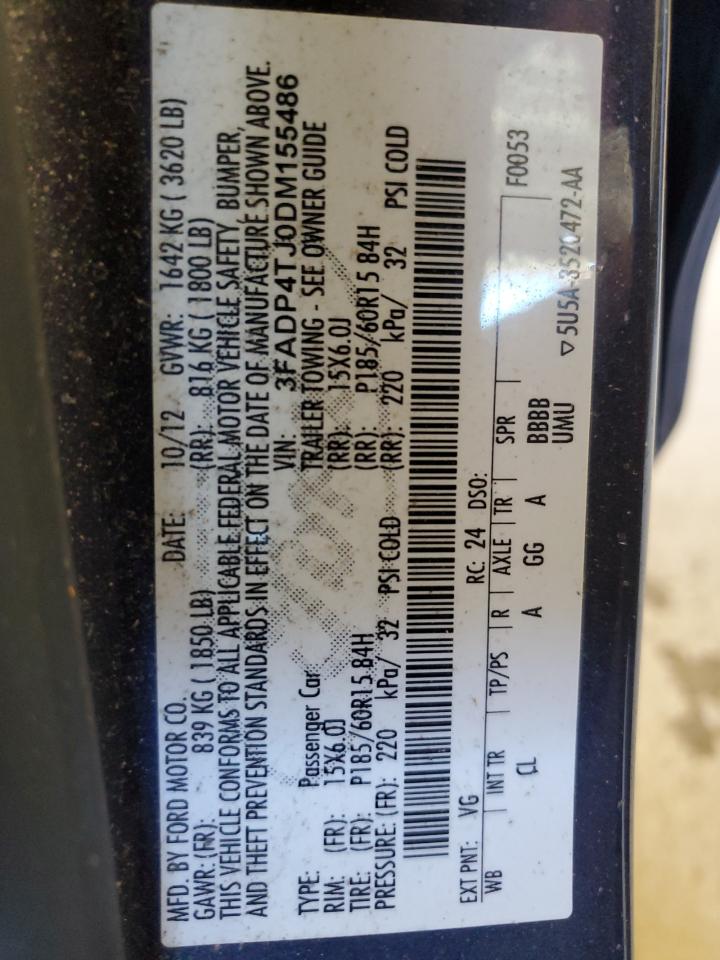 MFD. BY FORD MOTOR CO. DATE: 10/12 GVWR: 1642 KG ( 3620 LB)
GAWR: (FR): 839 KG ( 1850 LB) (RR): 816 KG ( 1800 LB)
THIS VEHICLE CONFORMS TO ALL APPLICABLE FEDERAL MOTOR VEHICLE SAFETY, BUMPER,
AND THEFT PREVENTION STANDARDS IN EFFECT ON THE DATE OF MANUFACTURE SHOWN ABOVE.
VIN: 3FADP4TJ0DM155486
TYPE: Passenger Car TRAILER TOWING - SEE OWNER GUIDE
RIM: (FR): 15X6.0J (RR): 15X6.0J
TIRE: (FR): P185/60R15 84H (RR): P185/60R15 84H
PRESSURE: (FR): 220 kPa/ 32 PSI COLD (RR): 220 kPa/ 32 PSI COLD
EXT PNT: VG RC: 24 DSO: F0053
WB INT TR TP/PS R AXLE TR SPR
CL A GG A BBBB
UMU
▽5U5A-3520472-AA